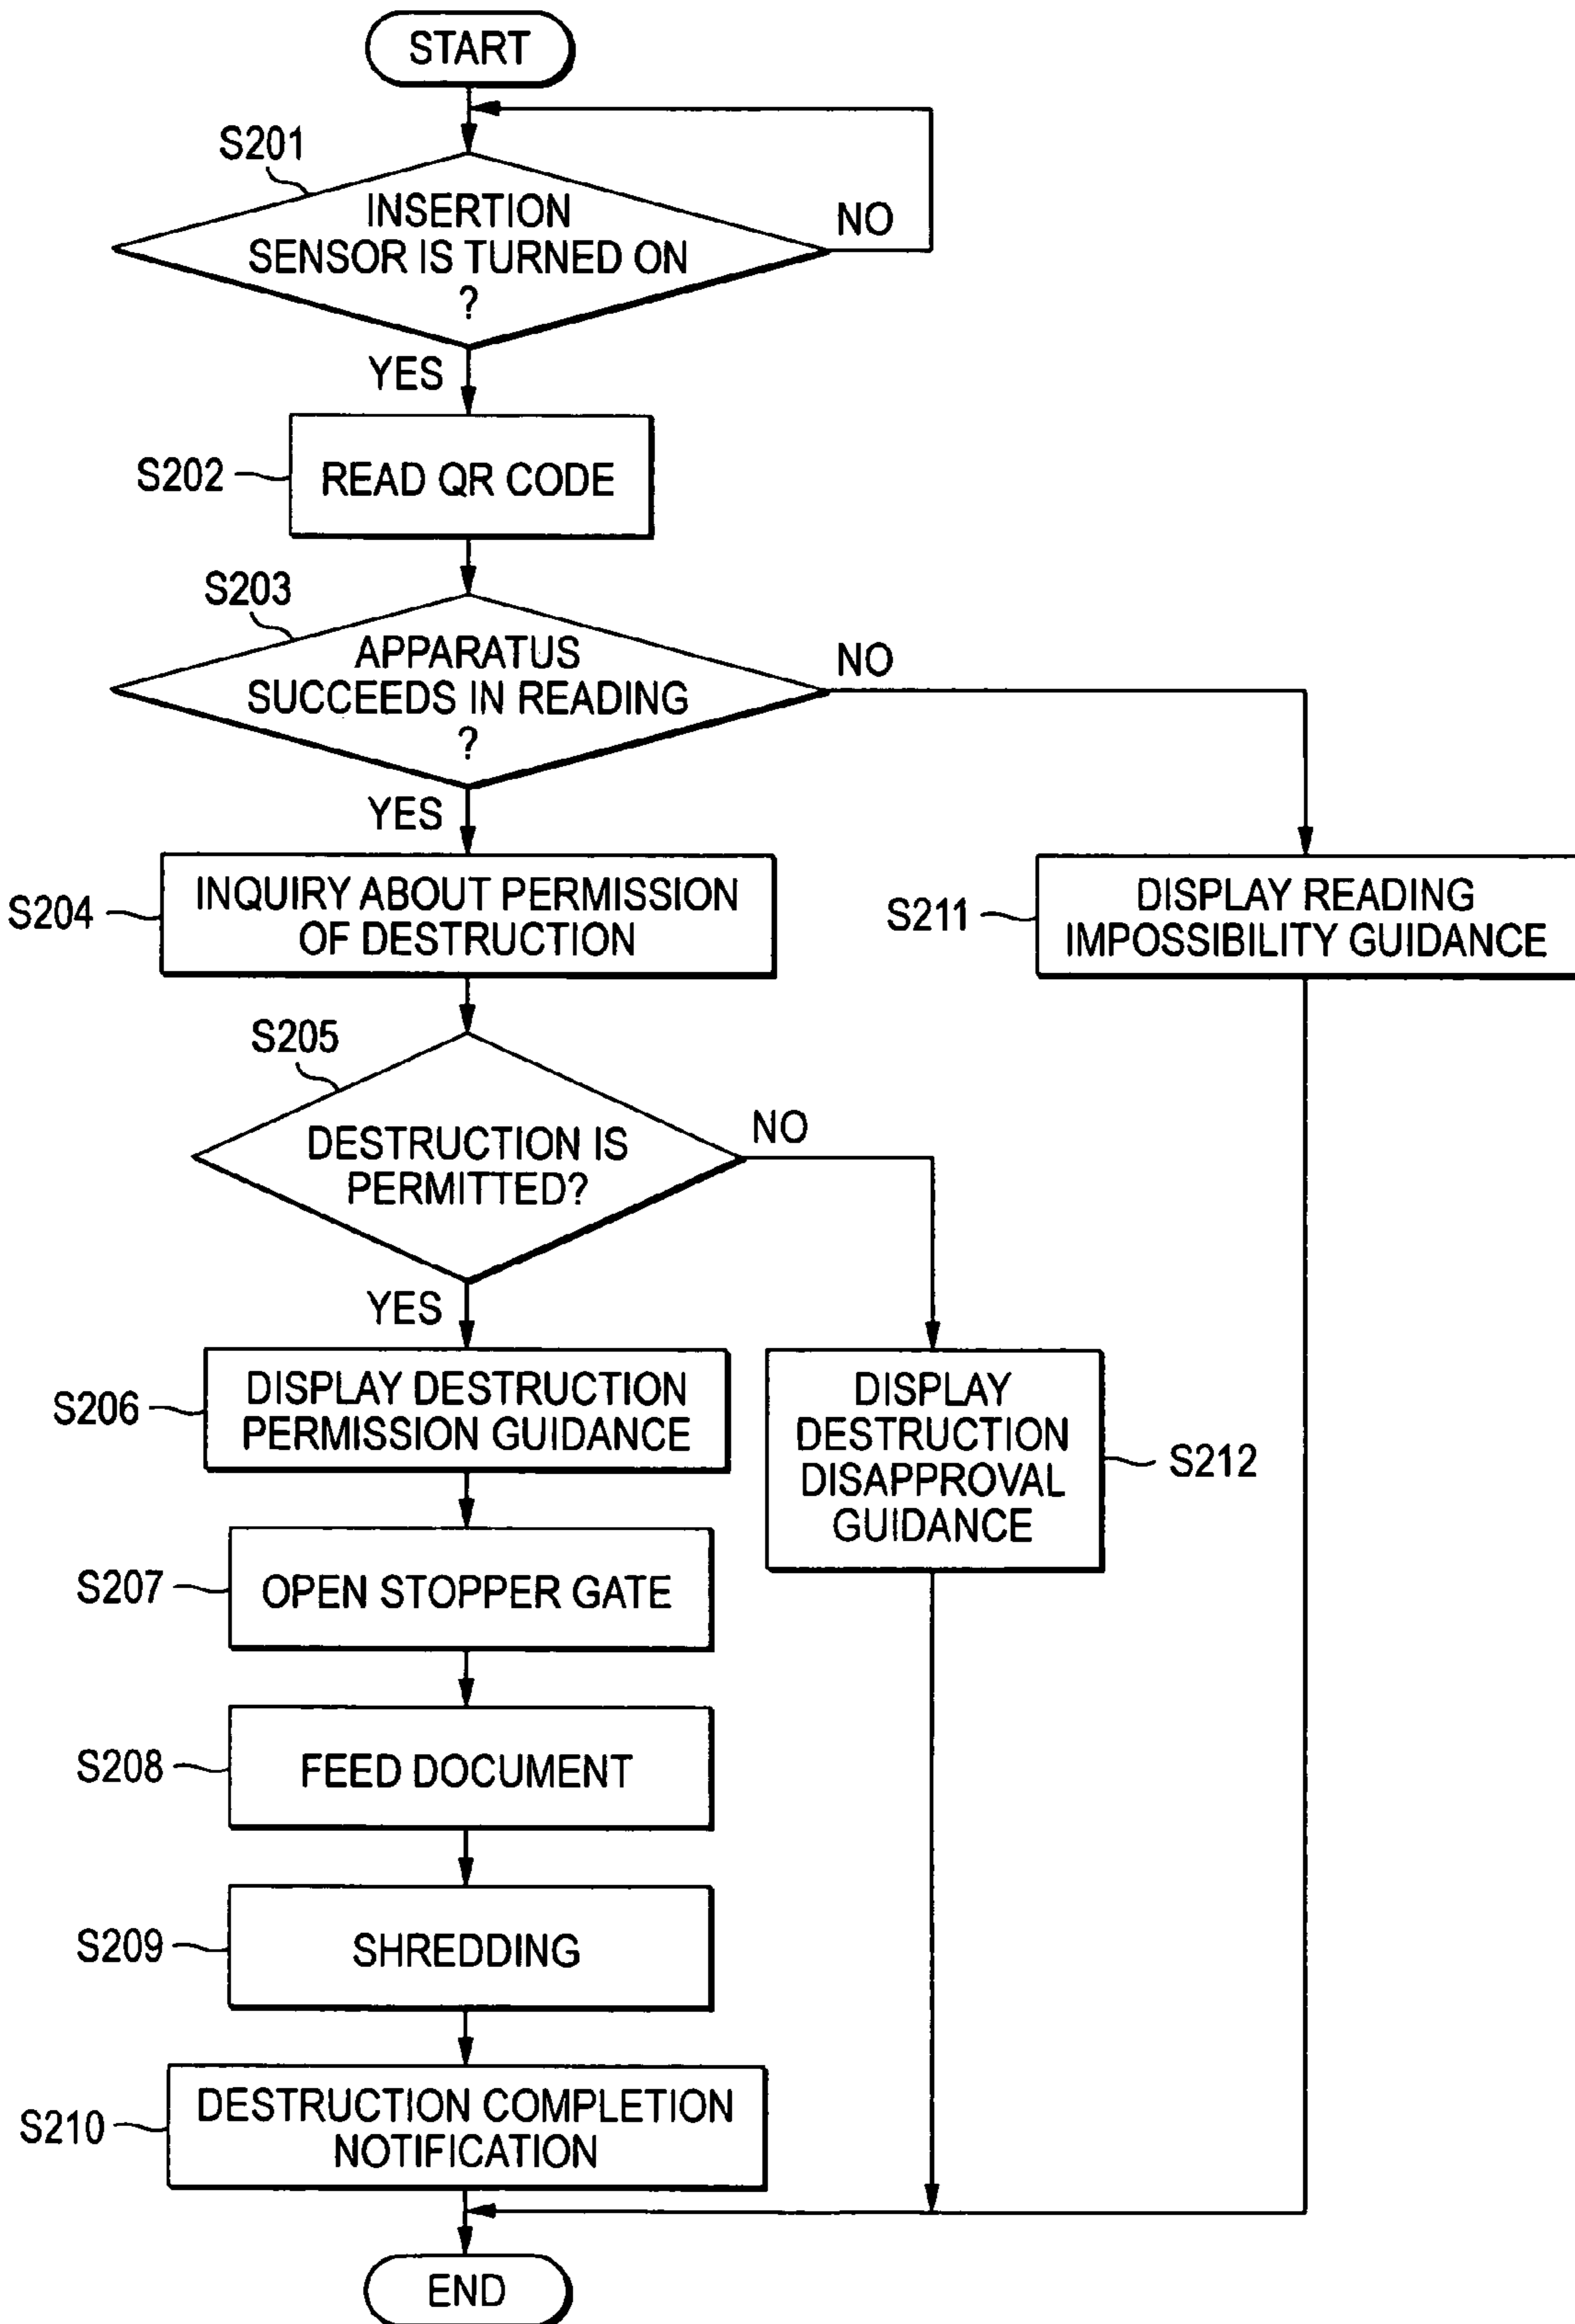 START
S201
INSERTION
SENSOR IS TURNED ON
?
NO
YES
S202
READ QR CODE
S203
APPARATUS
SUCCEEDS IN READING
?
NO
YES
S204
INQUIRY ABOUT PERMISSION
OF DESTRUCTION
S211
DISPLAY READING
IMPOSSIBILITY GUIDANCE
S205
DESTRUCTION IS
PERMITTED?
NO
YES
S206
DISPLAY DESTRUCTION
PERMISSION GUIDANCE
DISPLAY
DESTRUCTION
DISAPPROVAL
GUIDANCE
S212
S207
OPEN STOPPER GATE
S208
FEED DOCUMENT
S209
SHREDDING
S210
DESTRUCTION COMPLETION
NOTIFICATION
END